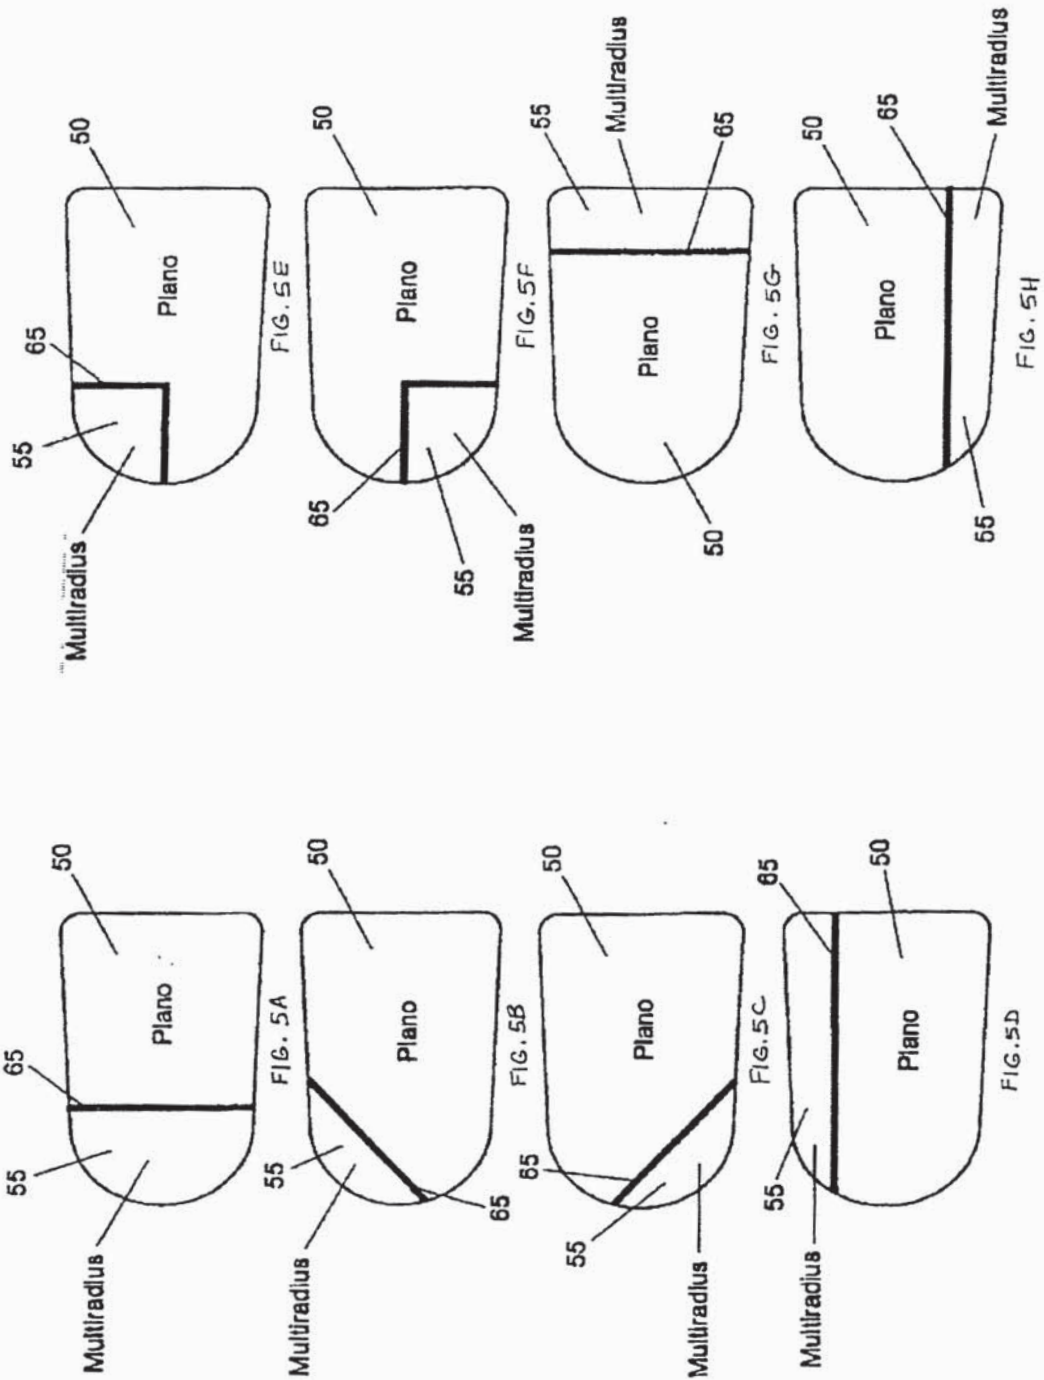 65
55
50
Multiradius
Plano
FIG. 5A
50
55
Multiradius
Plano
65
FIG. 5B
50
65
55
Multiradius
Plano
FIG. 5C
65
55
50
Multiradius
Plano
FIG. 5D
65
55
50
Multiradius
Plano
FIG. 5E
50
65
55
Multiradius
Plano
FIG. 5F
55
Multiradius
65
Plano
50
FIG. 5G
50
65
Plano
55
Multiradius
FIG. 5H